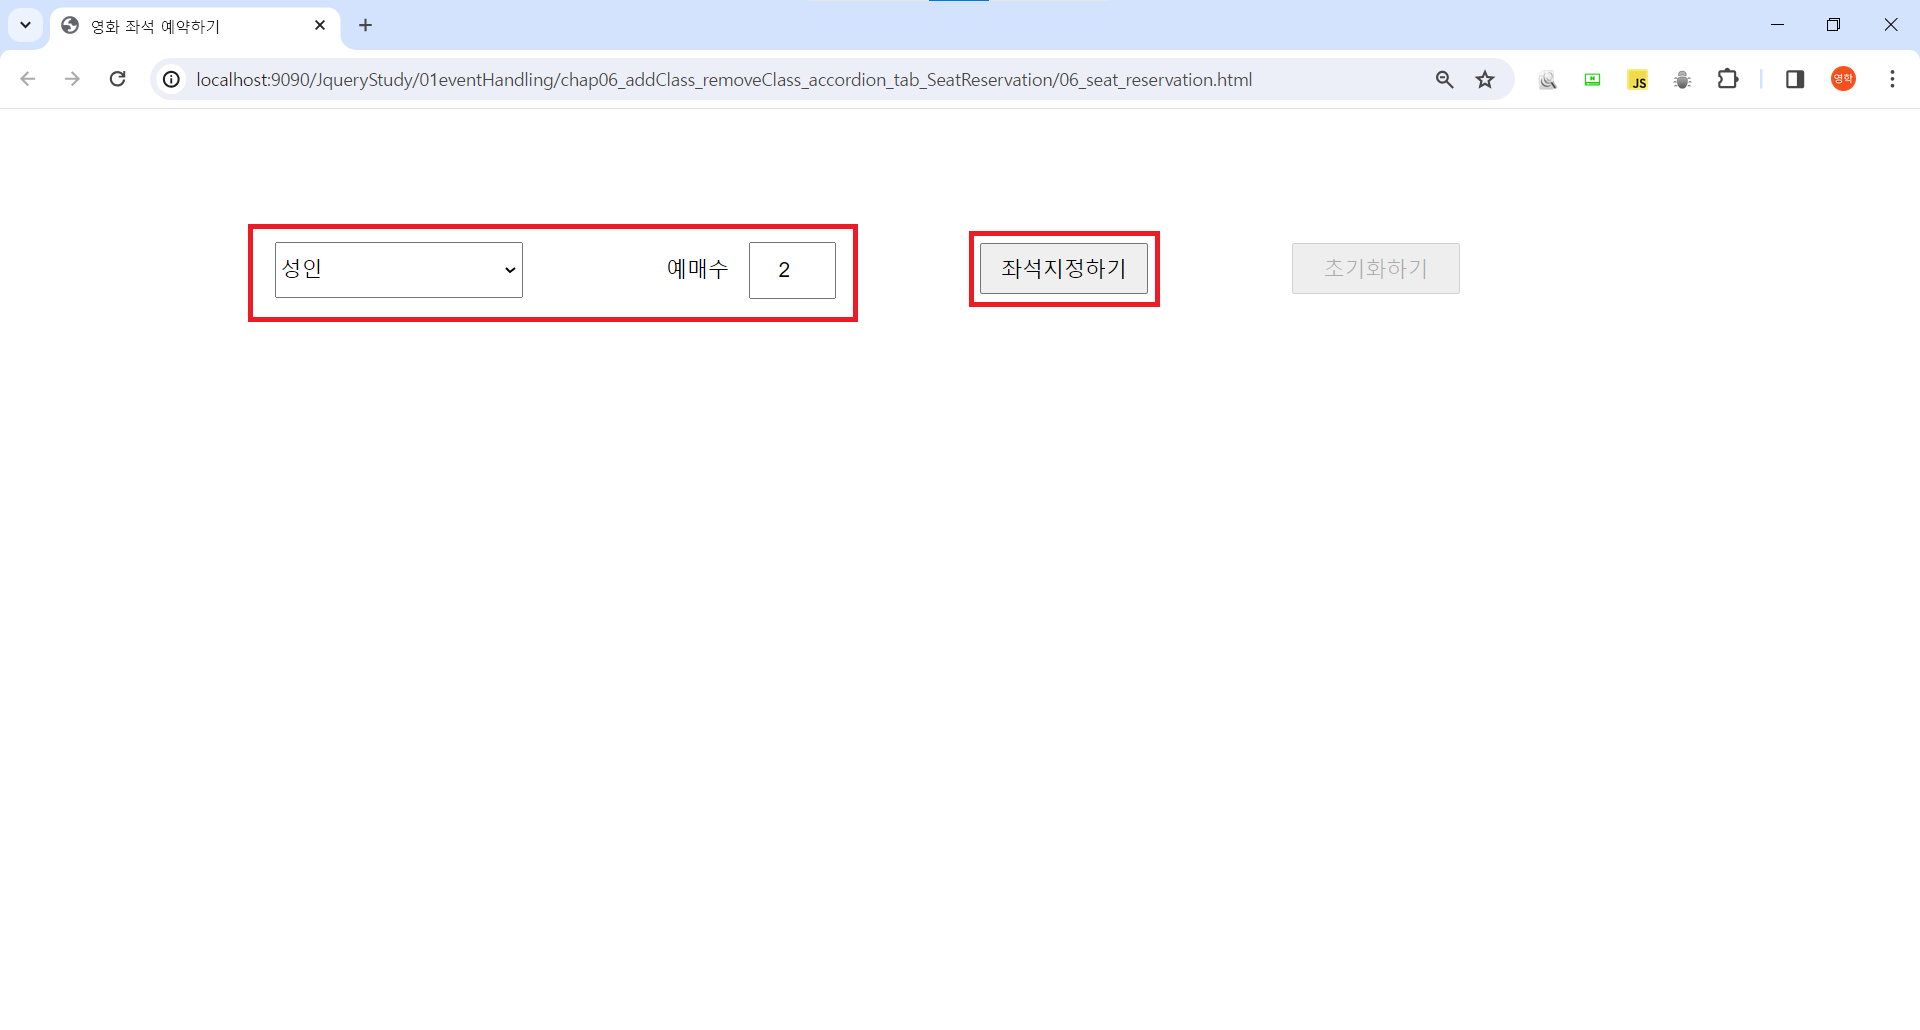 영화 좌석 예약하기
localhost:9090/JqueryStudy/01eventHandling/chap06_addClass_removeClass_accordion_tab_SeatReservation/06_seat_reservation.html
JS
영학
성인 예매수 2 좌석지정하기 초기화하기